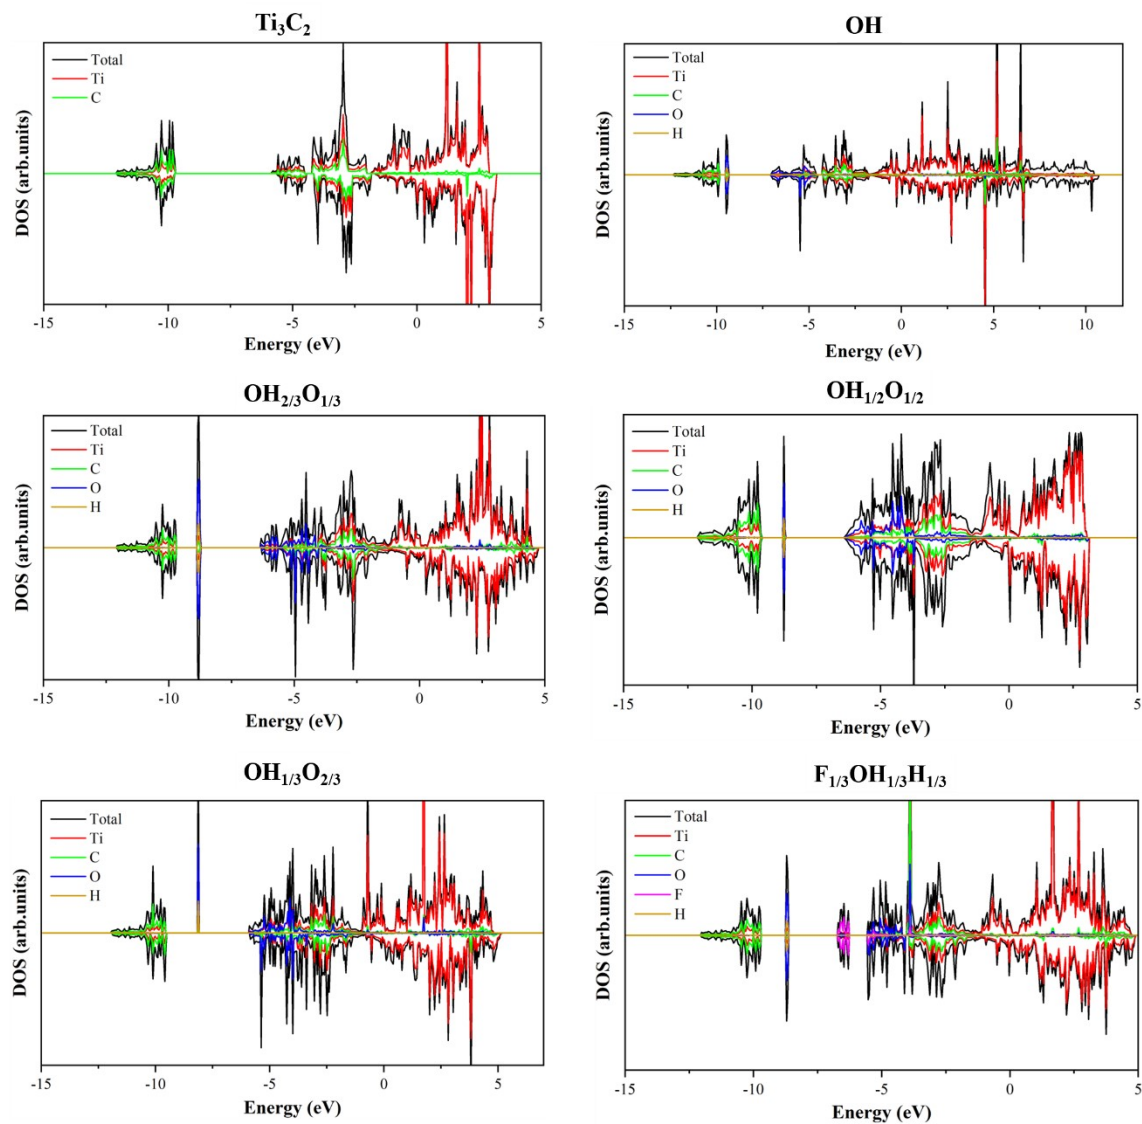 Ti₃C₂
Total
Ti
C
DOS (arb.units)
-15 -10 -5 0 5
Energy (eV)
OH
Total
Ti
C
O
H
DOS (arb.units)
-15 -10 -5 0 5 10
Energy (eV)
OH₂/₃O₁/₃
Total
Ti
C
O
H
DOS (arb.units)
-15 -10 -5 0 5
Energy (eV)
OH₁/₂O₁/₂
Total
Ti
C
O
H
DOS (arb.units)
-15 -10 -5 0 5
Energy (eV)
OH₁/₃O₂/₃
Total
Ti
C
O
H
DOS (arb.units)
-15 -10 -5 0 5
Energy (eV)
F₁/₃OH₁/₃H₁/₃
Total
Ti
C
O
F
H
DOS (arb.units)
-15 -10 -5 0 5
Energy (eV)